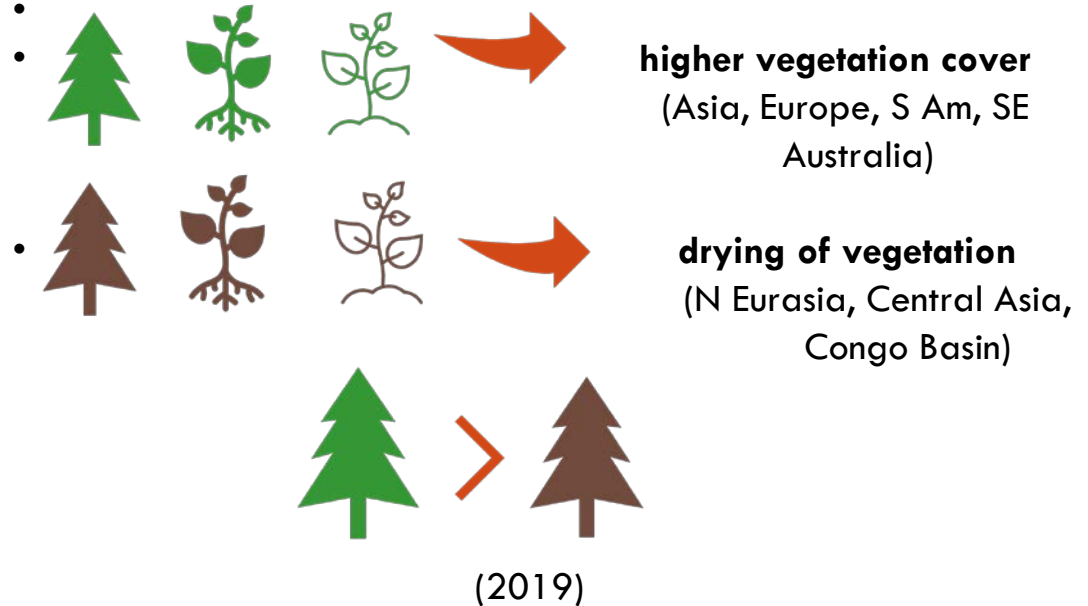 higher vegetation cover
(Asia, Europe, S Am, SE
Australia)
drying of vegetation
(N Eurasia, Central Asia,
Congo Basin)
(2019)